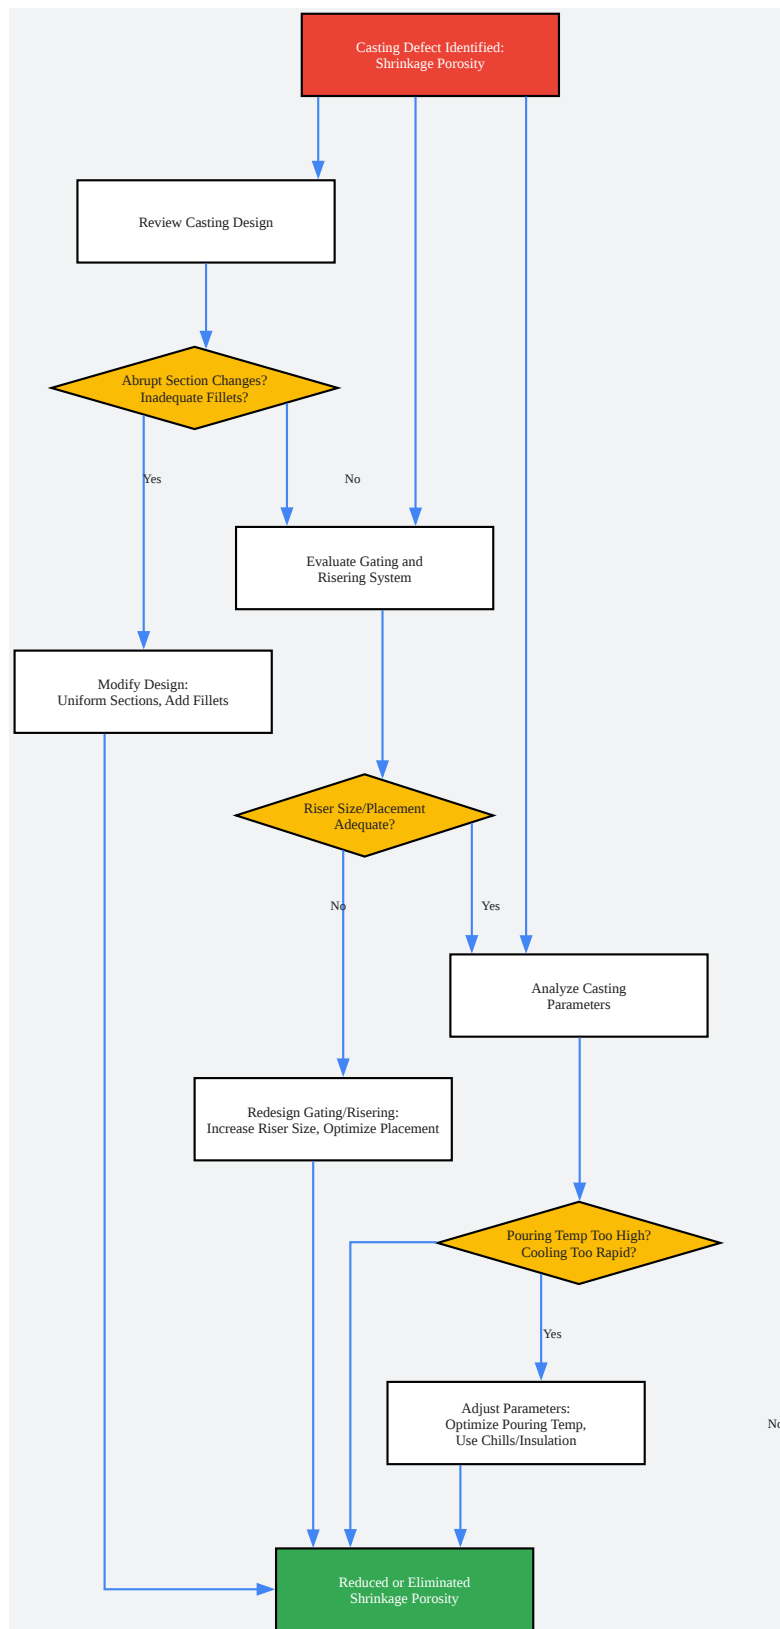 Casting Defect Identified:
Shrinkage Porosity
Review Casting Design
Abrupt Section Changes?
Inadequate Fillets?
Yes
No
Evaluate Gating and
Risering System
Modify Design:
Uniform Sections, Add Fillets
Riser Size/Placement
Adequate?
No
Yes
Analyze Casting
Parameters
Redesign Gating/Risering:
Increase Riser Size, Optimize Placement
Pouring Temp Too High?
Cooling Too Rapid?
Yes
Adjust Parameters:
Optimize Pouring Temp,
Use Chills/Insulation
No
Reduced or Eliminated
Shrinkage Porosity